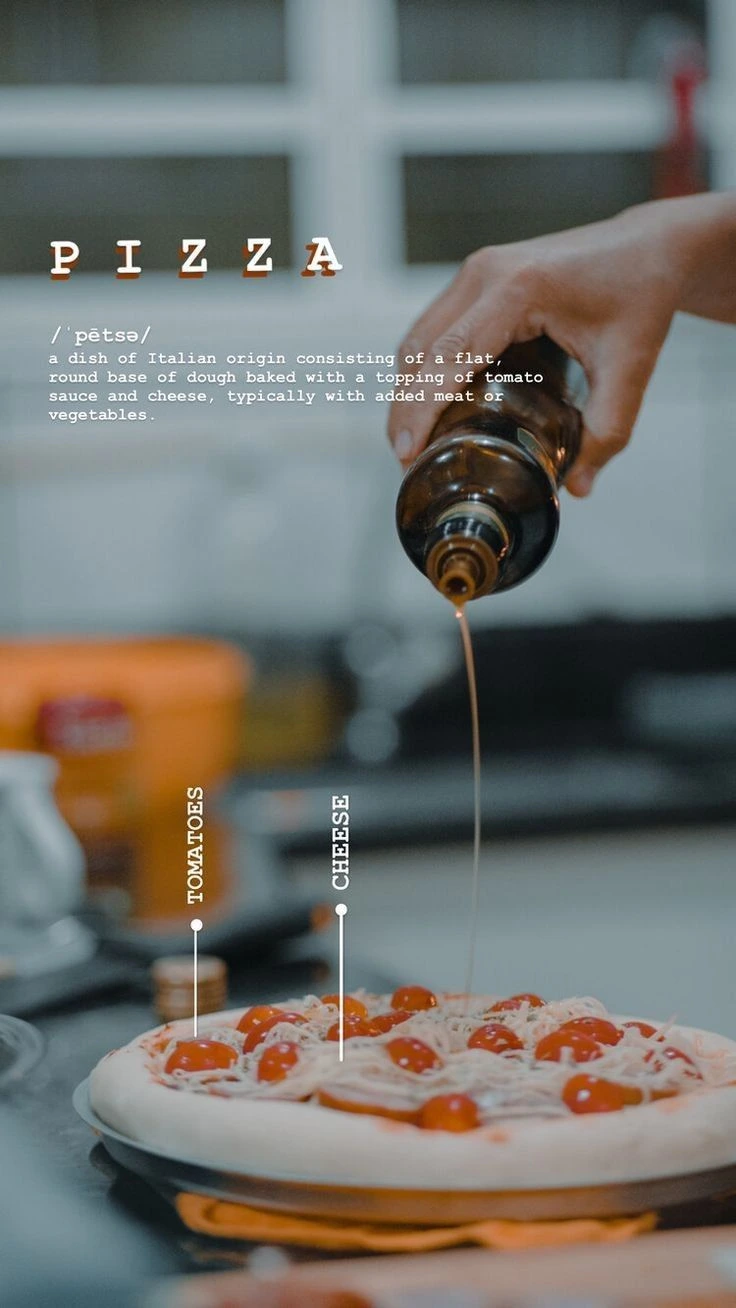 PIZZA
/ˈpētsə/
a dish of Italian origin consisting of a flat,
round base of dough baked with a topping of tomato
sauce and cheese, typically with added meat or
vegetables.
TOMATOES
CHEESE